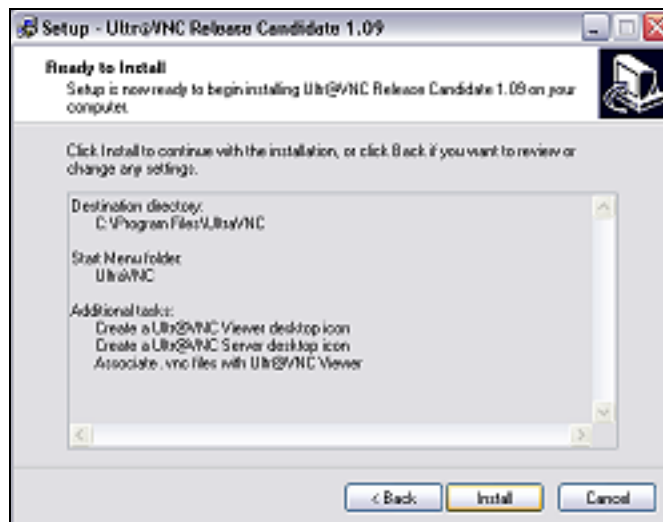 Setup - Ultr@VNC Release Candidate 1.09
Ready to Install
Setup is now ready to begin installing Ultr@VNC Release Candidate 1.09 on your
computer.
Click Install to continue with the installation, or click Back if you want to review or
change any settings.
Destination directory:
C:\Program Files\UltraVNC
Start Menu folder:
UltraVNC
Additional tasks:
Create a Ultr@VNC Viewer desktop icon
Create a Ultr@VNC Server desktop icon
Associate .vnc files with Ultr@VNC Viewer
< Back
Install
Cancel